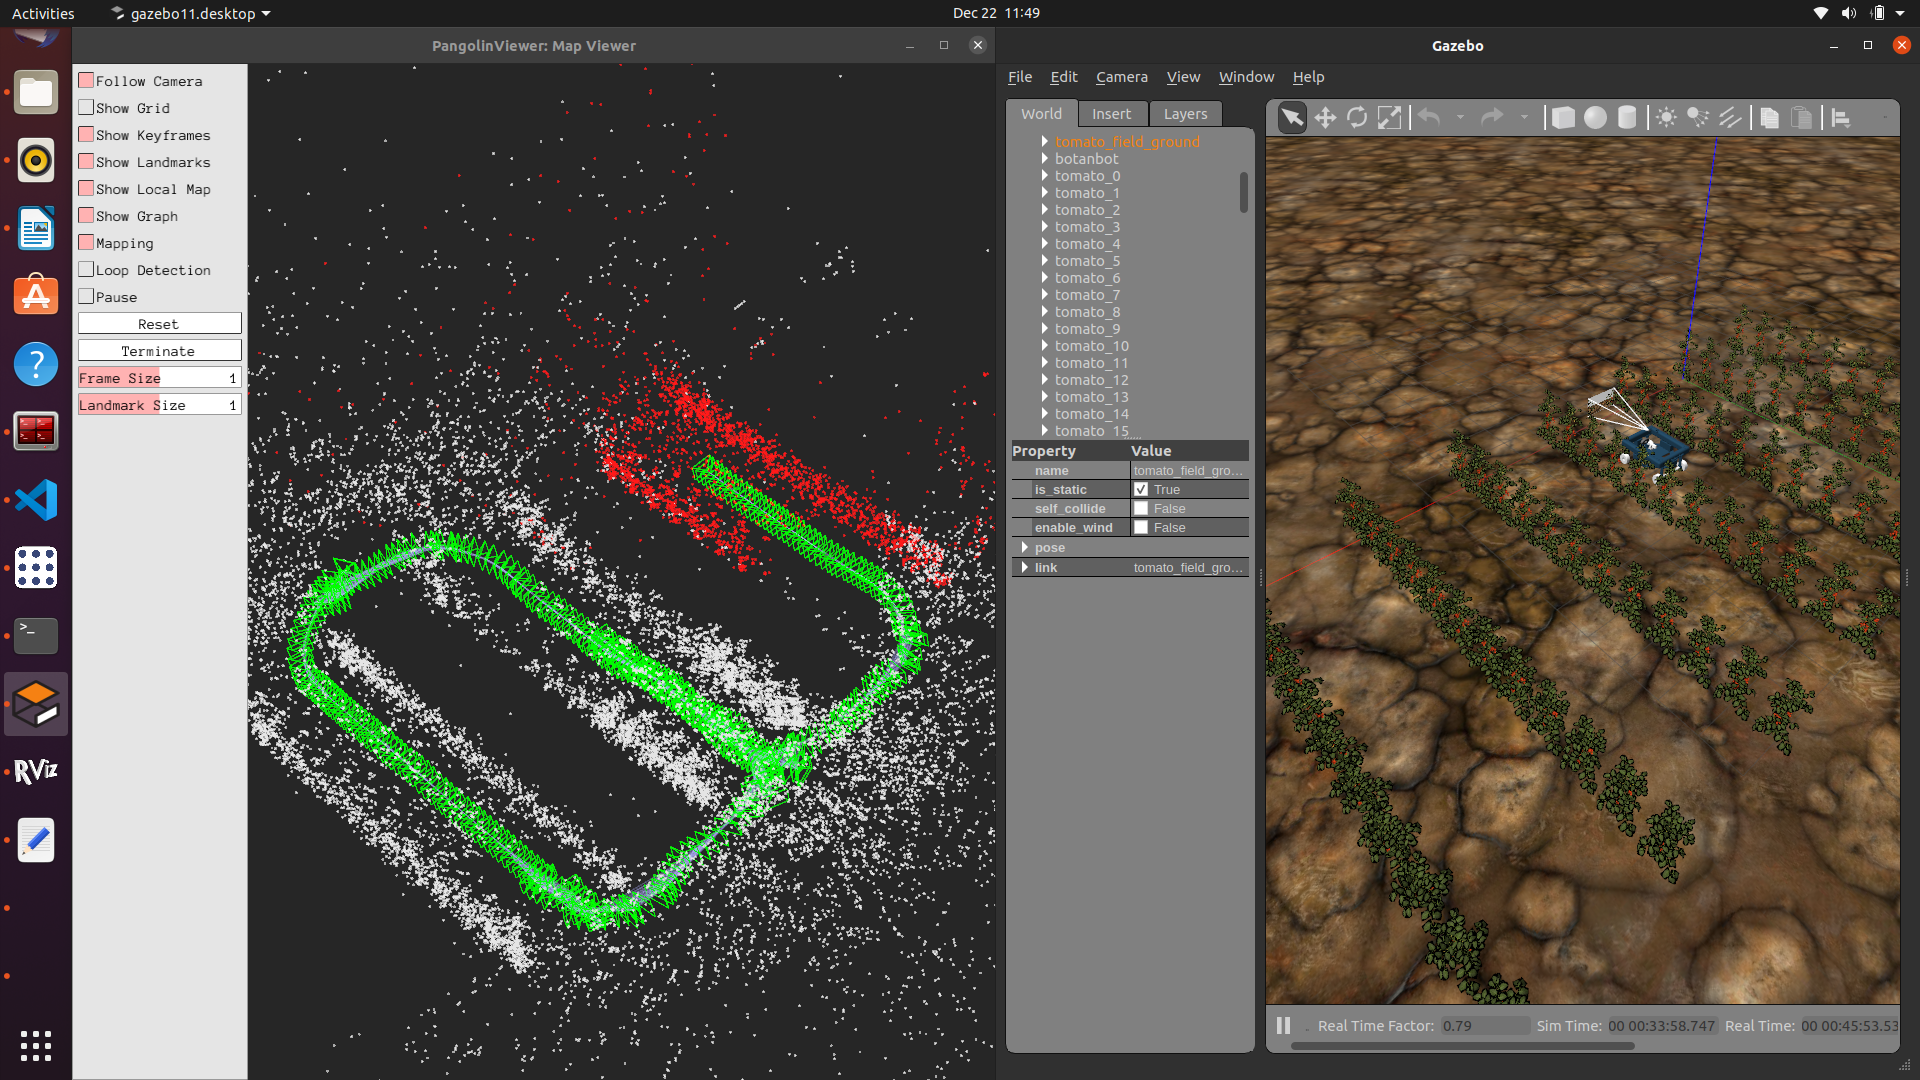 Activities
gazebo11.desktop
Dec 22 11:49
PangolinViewer: Map Viewer
Follow Camera
Show Grid
Show Keyframes
Show Landmarks
Show Local Map
Show Graph
Mapping
Loop Detection
Pause
Reset
Terminate
Frame Size 1
Landmark Size 1
RViz
>_
Gazebo
File Edit Camera View Window Help
World Insert Layers
tomato_field_ground
botanbot
tomato_0
tomato_1
tomato_2
tomato_3
tomato_4
tomato_5
tomato_6
tomato_7
tomato_8
tomato_9
tomato_10
tomato_11
tomato_12
tomato_13
tomato_14
tomato_15
Property Value
name tomato_field_gro...
is_static True
self_collide False
enable_wind False
pose
link tomato_field_gro...
Real Time Factor: 0.79 Sim Time: 00 00:33:58.747 Real Time: 00 00:45:53.53